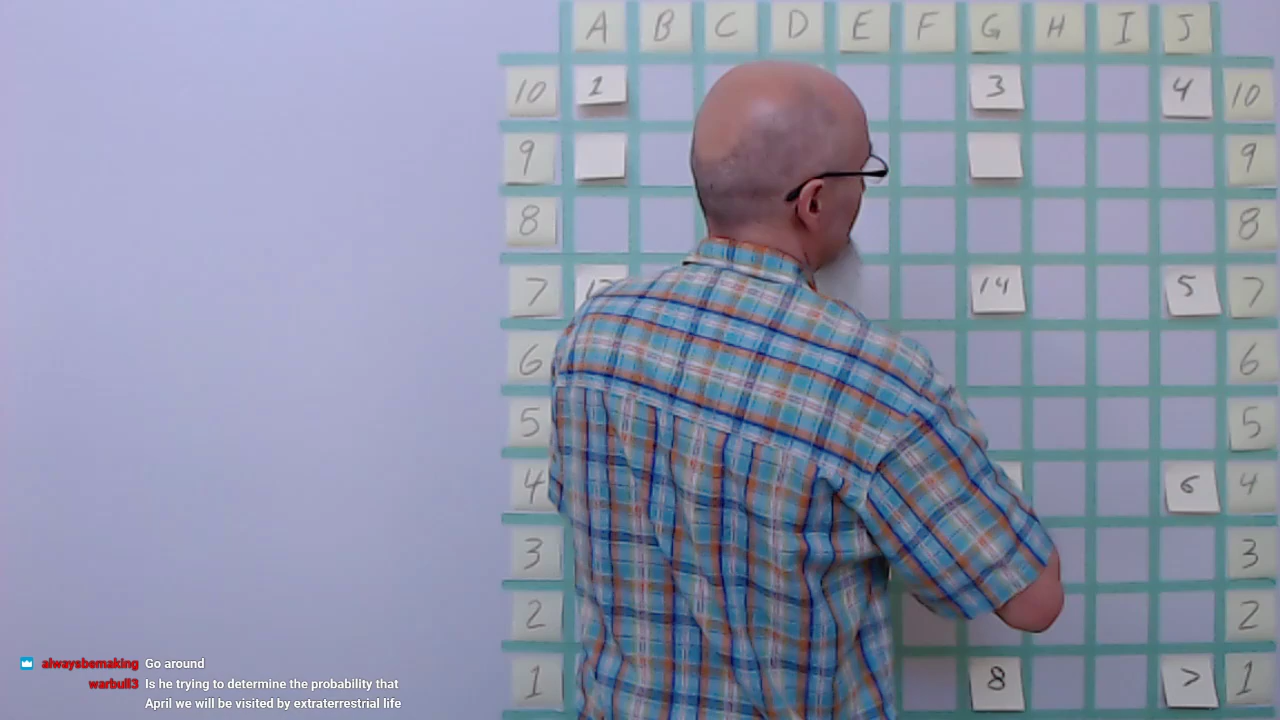 A B C D E F G H I J
10 1 3 4 10
9 9
8 8
7 14 5 7
6 6
5 5
4 6 4
3 3
2 2
1 8 > 1
alwaysbemaking Go around
warbull3 Is he trying to determine the probability that
April we will be visited by extraterrestrial life